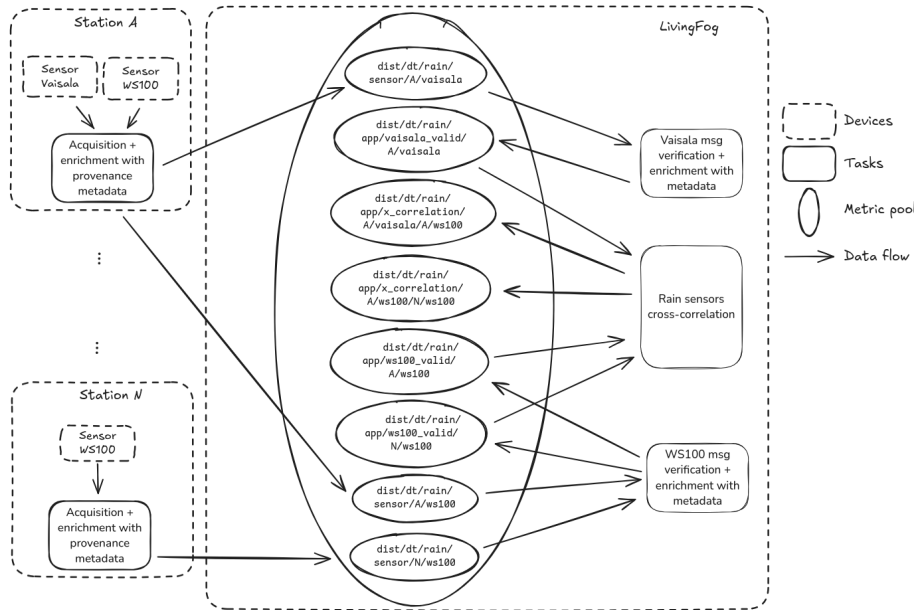 Station A
Sensor
Vaisala
Sensor
WS100
Acquisition +
enrichment with
provenance
metadata
Station N
Sensor
WS100
Acquisition +
enrichment with
provenance
metadata
LivingFog
dist/dt/rain/
sensor/A/vaisala
dist/dt/rain/
app/vaisala_valid/
A/vaisala
dist/dt/rain/
app/x_correlation/
A/vaisala/A/ws100
dist/dt/rain/
app/x_correlation/
A/ws100/N/ws100
dist/dt/rain/
app/ws100_valid/
A/ws100
dist/dt/rain/
app/ws100_valid/
N/ws100
dist/dt/rain/
sensor/A/ws100
dist/dt/rain/
sensor/N/ws100
Vaisala msg
verification +
enrichment with
metadata
Rain sensors
cross-correlation
WS100 msg
verification +
enrichment with
metadata
Devices
Tasks
Metric pool
Data flow